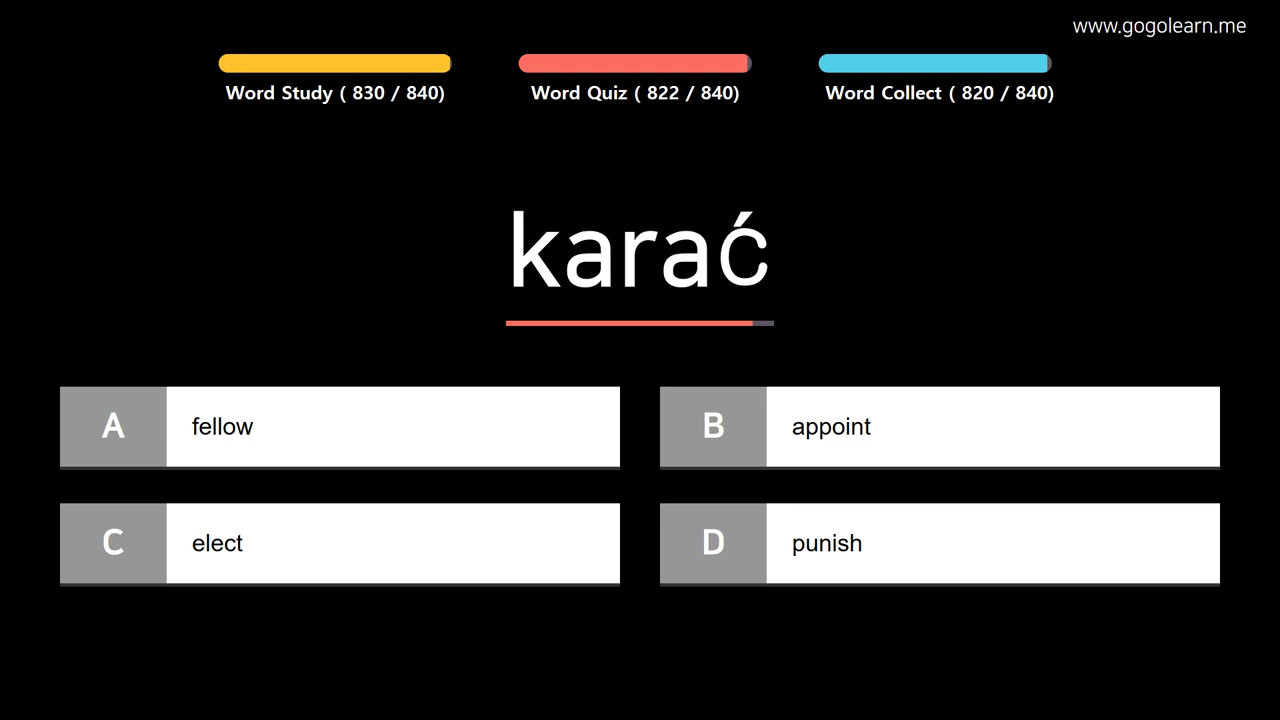 www.gogolearn.me
Word Study ( 830 / 840)
Word Quiz ( 822 / 840)
Word Collect ( 820 / 840)
karać
A fellow
B appoint
C elect
D punish